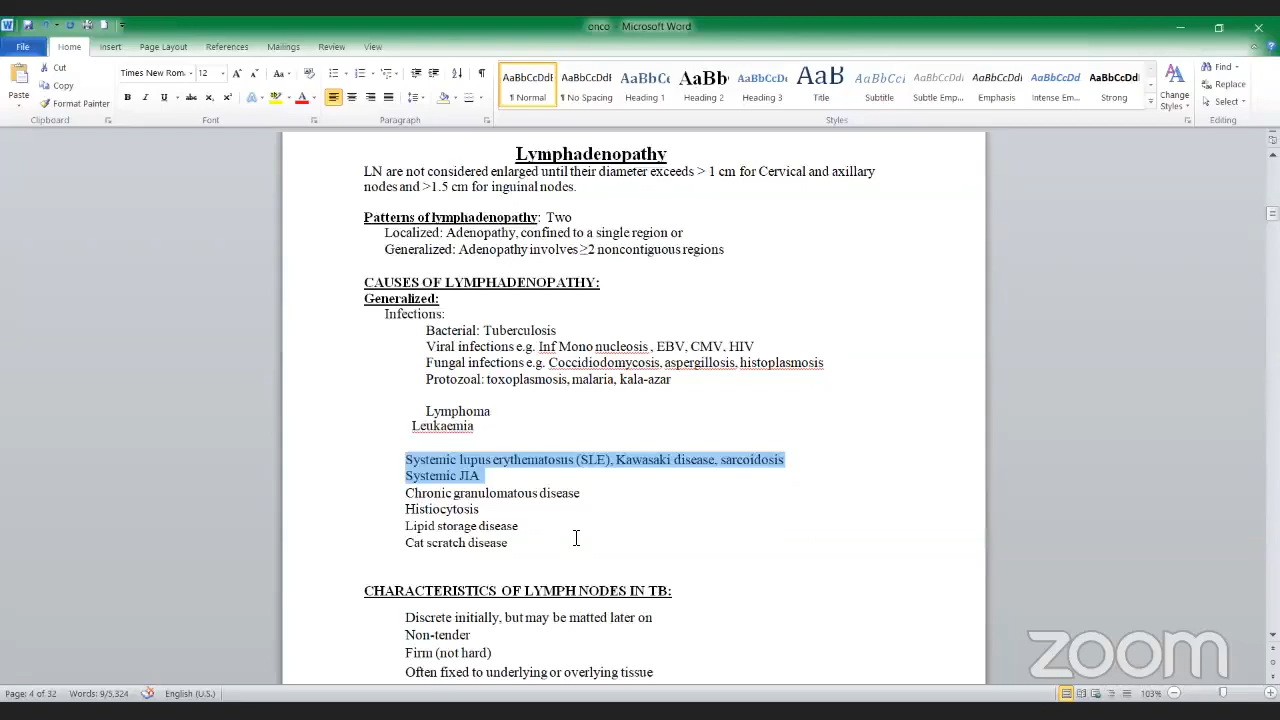 onco - Microsoft Word
File Home Insert Page Layout References Mailings Review View
Paste
Cut
Copy
Format Painter
Clipboard
Times New Rom 12
Font
Paragraph
AaBbCcDdE AaBbCcDdE AaBbCc AaBb AaBbCcDd AaB AaBbCcI AaBbCcDdl AaBbCcDdl AaBbCcDdl AaBbCcDdl
¶ Normal ¶ No Spacing Heading 1 Heading 2 Heading 3 Title Subtitle Subtle Emp... Emphasis Intense Em... Strong
Styles
Change
Styles
Find
Replace
Select
Editing
Lymphadenopathy
LN are not considered enlarged until their diameter exceeds > 1 cm for Cervical and axillary
nodes and >1.5 cm for inguinal nodes.
Patterns of lymphadenopathy: Two
Localized: Adenopathy, confined to a single region or
Generalized: Adenopathy involves ≥2 noncontiguous regions
CAUSES OF LYMPHADENOPATHY:
Generalized:
Infections:
Bacterial: Tuberculosis
Viral infections e.g. Inf Mono nucleosis , EBV, CMV, HIV
Fungal infections e.g. Coccidiodomycosis, aspergillosis, histoplasmosis
Protozoal: toxoplasmosis, malaria, kala-azar
Lymphoma
Leukaemia
Systemic lupus erythematosus (SLE), Kawasaki disease, sarcoidosis
Systemic JIA
Chronic granulomatous disease
Histiocytosis
Lipid storage disease
Cat scratch disease
CHARACTERISTICS OF LYMPH NODES IN TB:
Discrete initially, but may be matted later on
Non-tender
Firm (not hard)
Often fixed to underlying or overlying tissue
zoom
Page: 4 of 32 Words: 9/5,324 English (U.S.) 103%